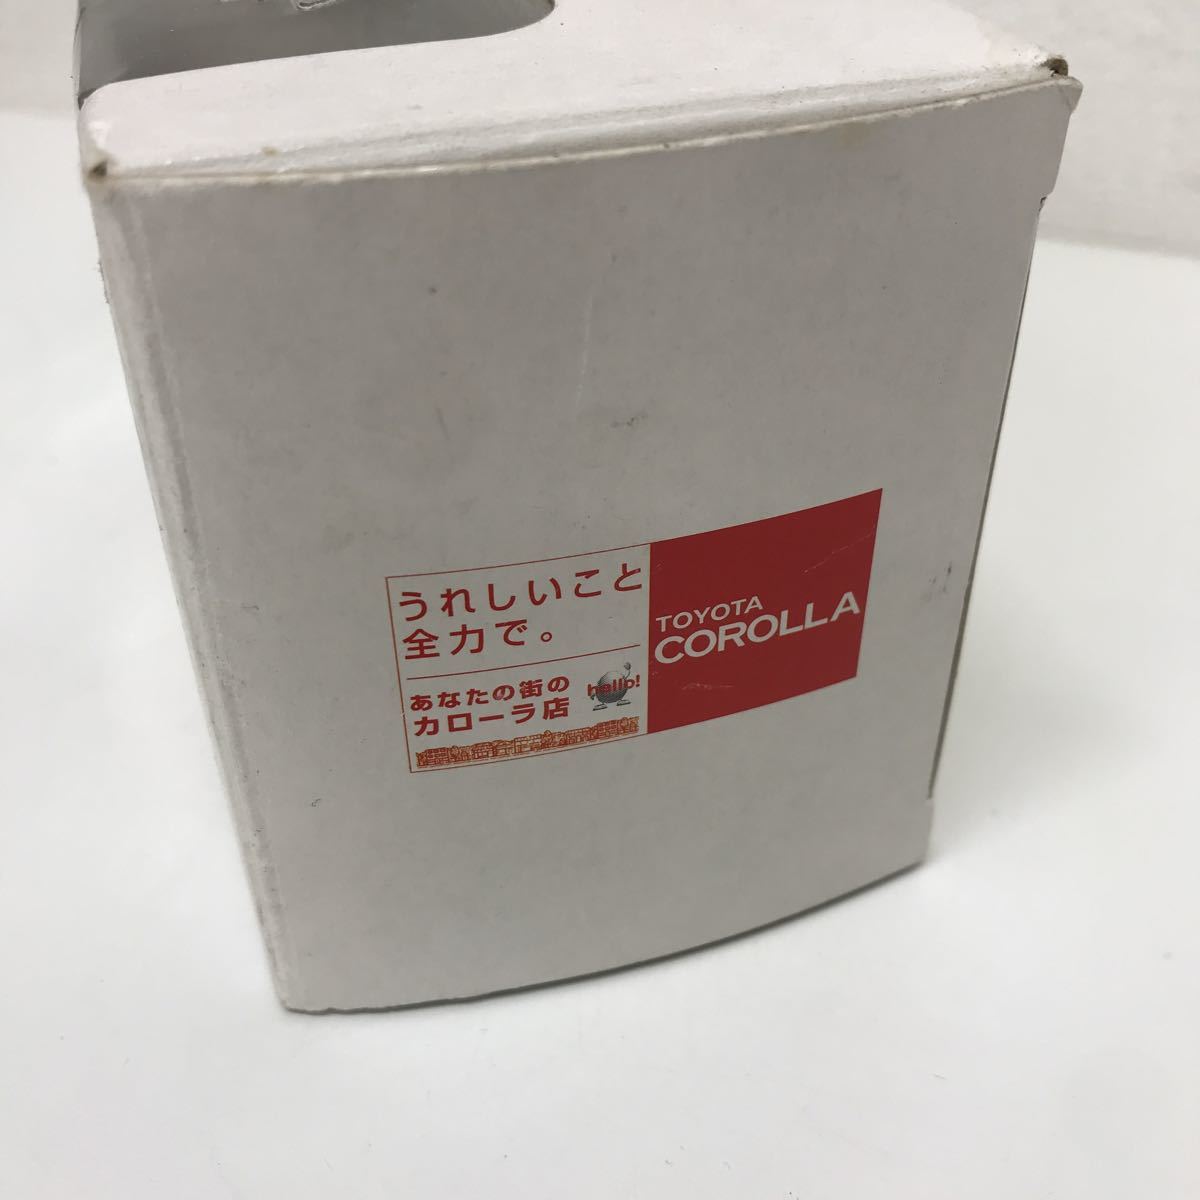 うれしいこと
全力で。
あなたの街の
カローラ店
hello!
TOYOTA
COROLLA